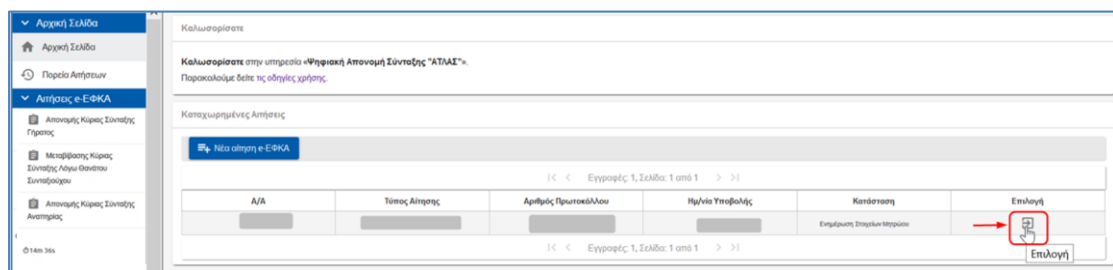 Αρχική Σελίδα
Αρχική Σελίδα
Πορεία Αιτήσεων
Αιτήσεις e-ΕΦΚΑ
Απονομής Κύριας Σύνταξης
Γήρατος
Μεταβίβασης Κύριας
Σύνταξης Λόγω Θανάτου
Συνταξιούχου
Απονομής Κύριας Σύνταξης
Αναπηρίας
14m 36s
Καλωσορίσατε
Καλωσορίσατε στην υπηρεσία «Ψηφιακή Απονομή Σύνταξης "ΑΤΛΑΣ"».
Παρακαλούμε δείτε τις οδηγίες χρήσης.
Καταχωρημένες Αιτήσεις
Νέα αίτηση e-ΕΦΚΑ
Εγγραφές: 1, Σελίδα: 1 από 1
Α/Α Τύπος Αίτησης Αριθμός Πρωτοκόλλου Ημ/νία Υποβολής Κατάσταση Επιλογή
Ενημέρωση Στοιχείων Μητρώου
Εγγραφές: 1, Σελίδα: 1 από 1
Επιλογή